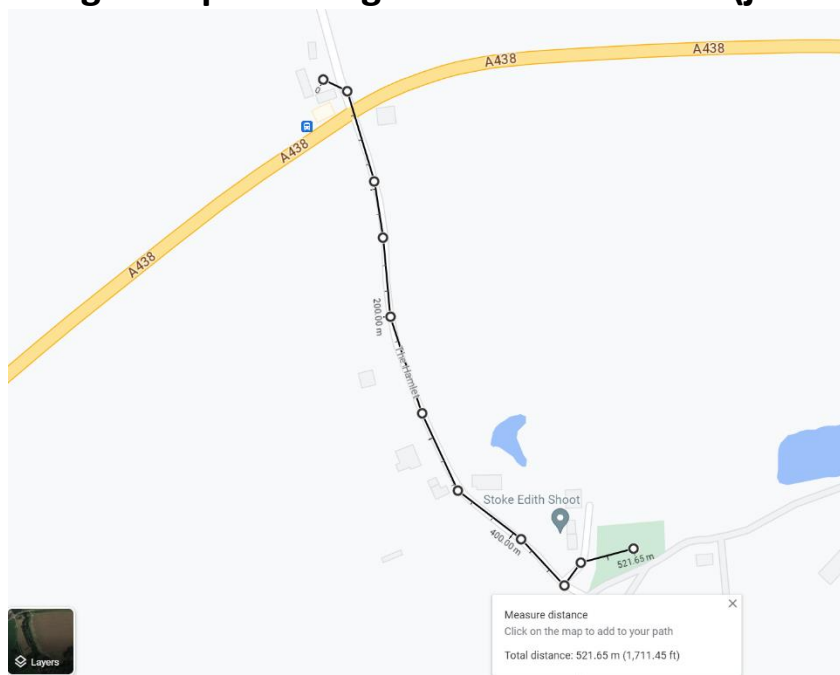 A438
A438
0
A438
A438
200.00 m
The Hamlet
Stoke Edith Shoot
400.00 m
521.65 m
Measure distance
Click on the map to add to your path
Total distance: 521.65 m (1,711.45 ft)
Layers